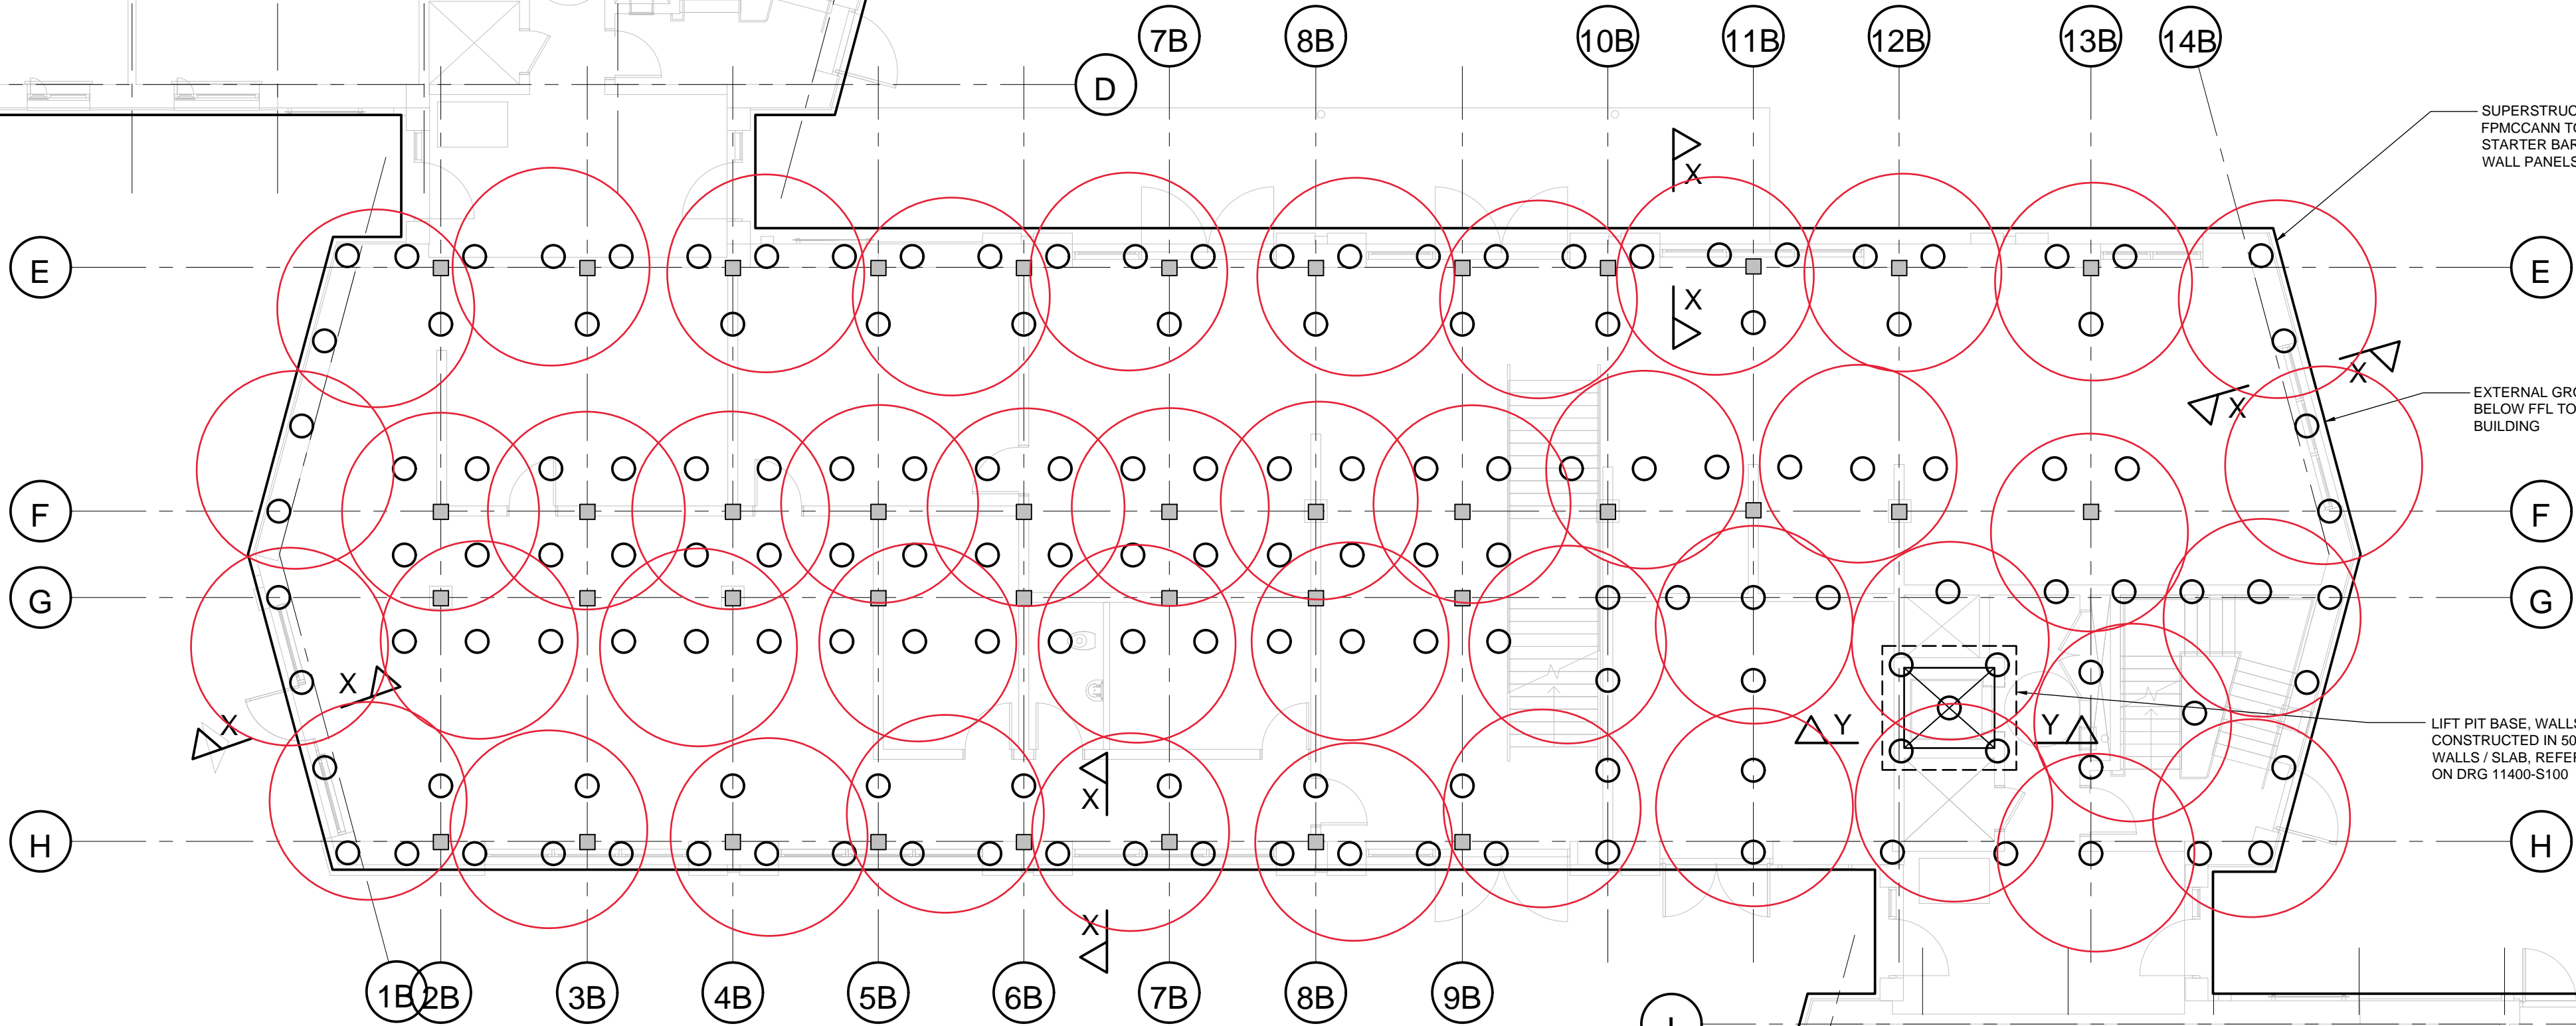 7B
8B
10B
11B
12B
13B
14B
D
SUPERSTRUC
FPMCCANN TO
STARTER BAR
WALL PANELS
X
E
E
X
X
X
EXTERNAL GRO
BELOW FFL TO
BUILDING
F
F
G
G
X
X
Y
Y
LIFT PIT BASE, WALLS
CONSTRUCTED IN 50
WALLS / SLAB, REFER
ON DRG 11400-S100
X
H
H
X
1B
2B
3B
4B
5B
6B
7B
8B
9B